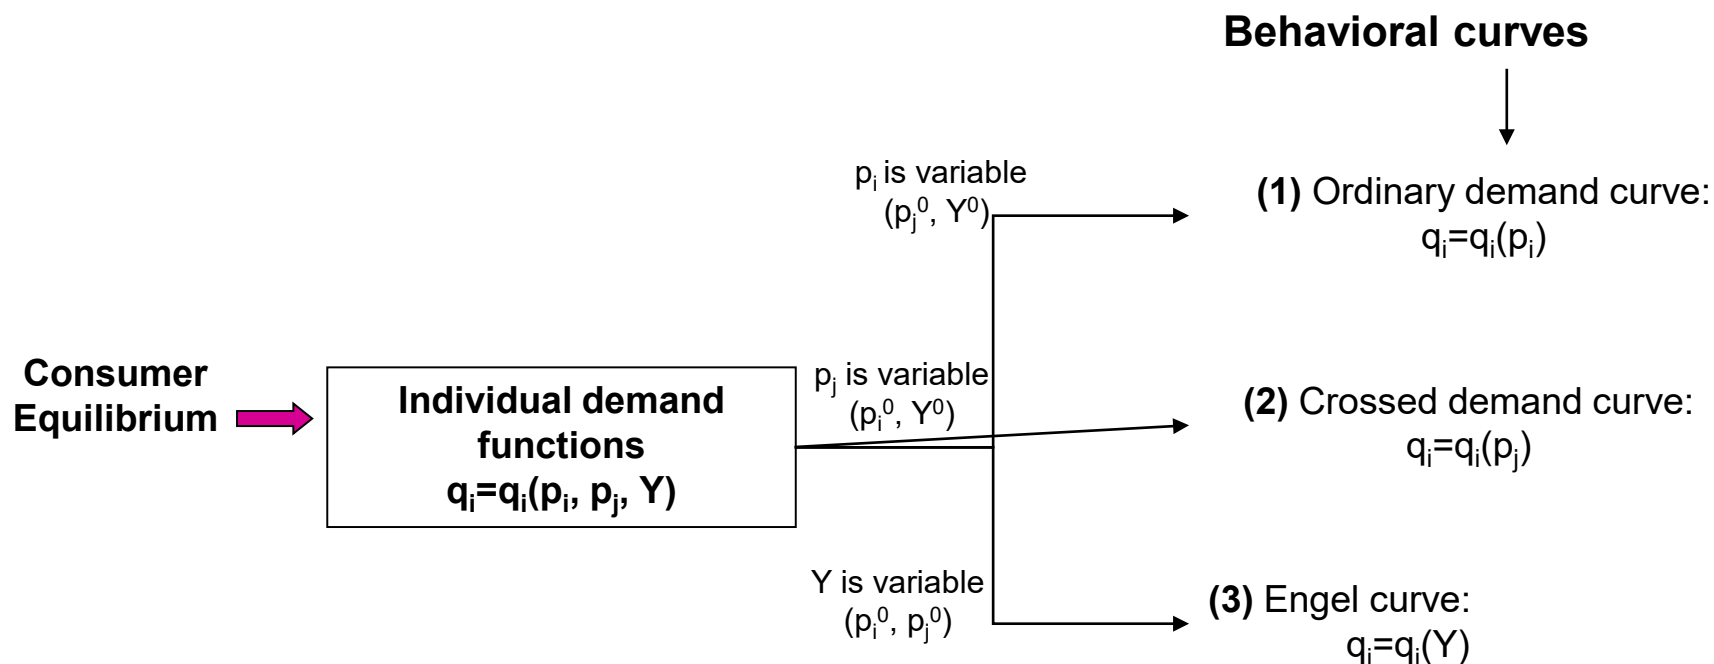 Behavioral curves
p_i is variable
(p_j^0, Y^0)
(1) Ordinary demand curve:
q_i=q_i(p_i)
Consumer
Equilibrium
Individual demand
functions
q_i=q_i(p_i, p_j, Y)
p_j is variable
(p_i^0, Y^0)
(2) Crossed demand curve:
q_i=q_i(p_j)
Y is variable
(p_i^0, p_j^0)
(3) Engel curve:
q_i=q_i(Y)